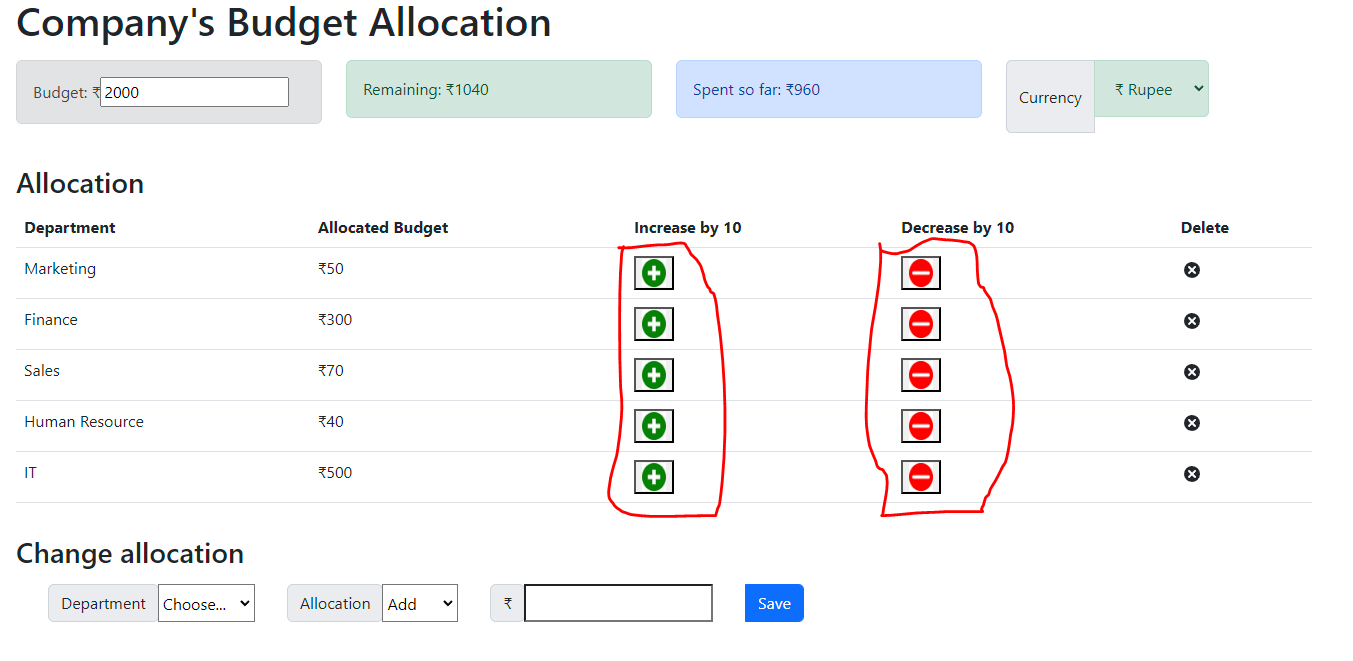 Company's Budget Allocation
Budget: ₹ 2000
Remaining: ₹1040
Spent so far: ₹960
Currency ₹ Rupee
Allocation
Department Allocated Budget Increase by 10 Decrease by 10 Delete
Marketing ₹50
Finance ₹300
Sales ₹70
Human Resource ₹40
IT ₹500
Change allocation
Department Choose... Allocation Add ₹ Save